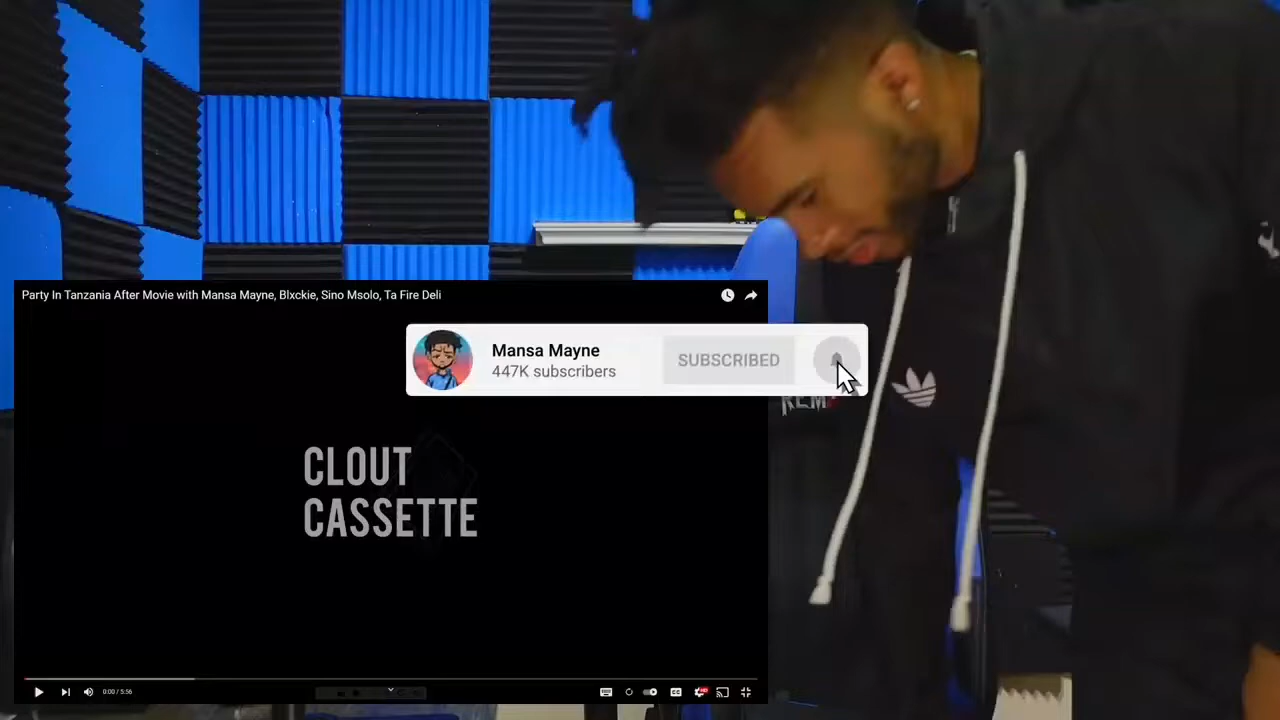 Party In Tanzania After Movie with Mansa Mayne, Blxckie, Sino Msolo, Ta Fire Deli
Mansa Mayne
447K subscribers
SUBSCRIBED
CLOUT
CASSETTE
0:00 / 5:56